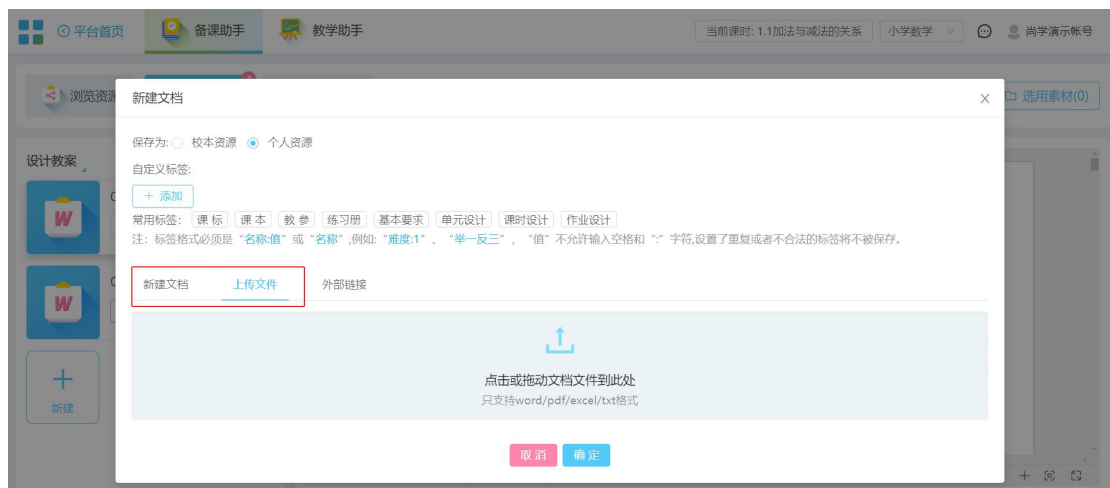 平台首页 备课助手 教学助手 当前课时: 1.1加法与减法的关系 小学数学 尚学演示帐号
浏览资源 选用素材(0)
新建文档
保存为: 校本资源 个人资源
自定义标签:
+ 添加
常用标签: 课 标 课 本 教 参 练习册 基本要求 单元设计 课时设计 作业设计
注: 标签格式必须是 “名称:值” 或 “名称” ,例如: “难度:1” 、 “举一反三” , “值” 不允许输入空格和 “:” 字符,设置了重复或者不合法的标签将不被保存。
设计教案
W
新建文档 上传文件 外部链接
W
点击或拖动文档文件到此处
只支持word/pdf/excel/txt格式
新建
取 消 确 定